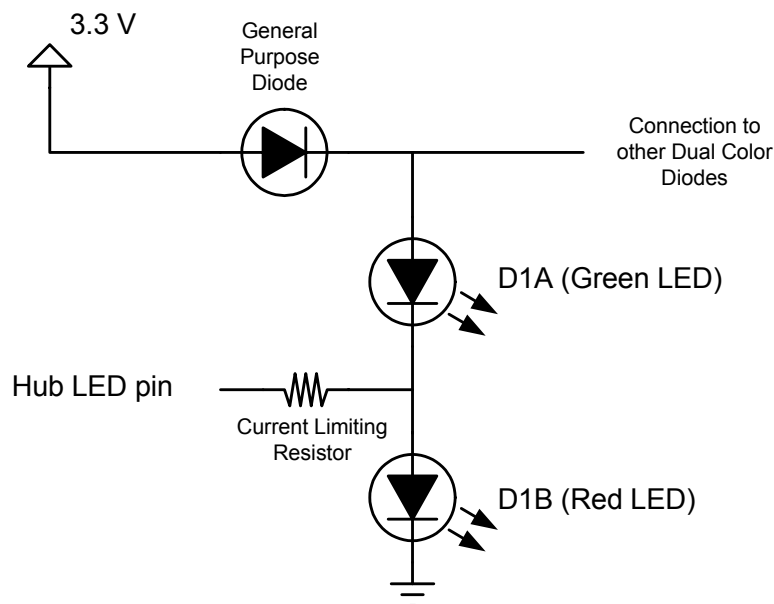 3.3 V
General
Purpose
Diode
Connection to
other Dual Color
Diodes
D1A (Green LED)
Hub LED pin
Current Limiting
Resistor
D1B (Red LED)